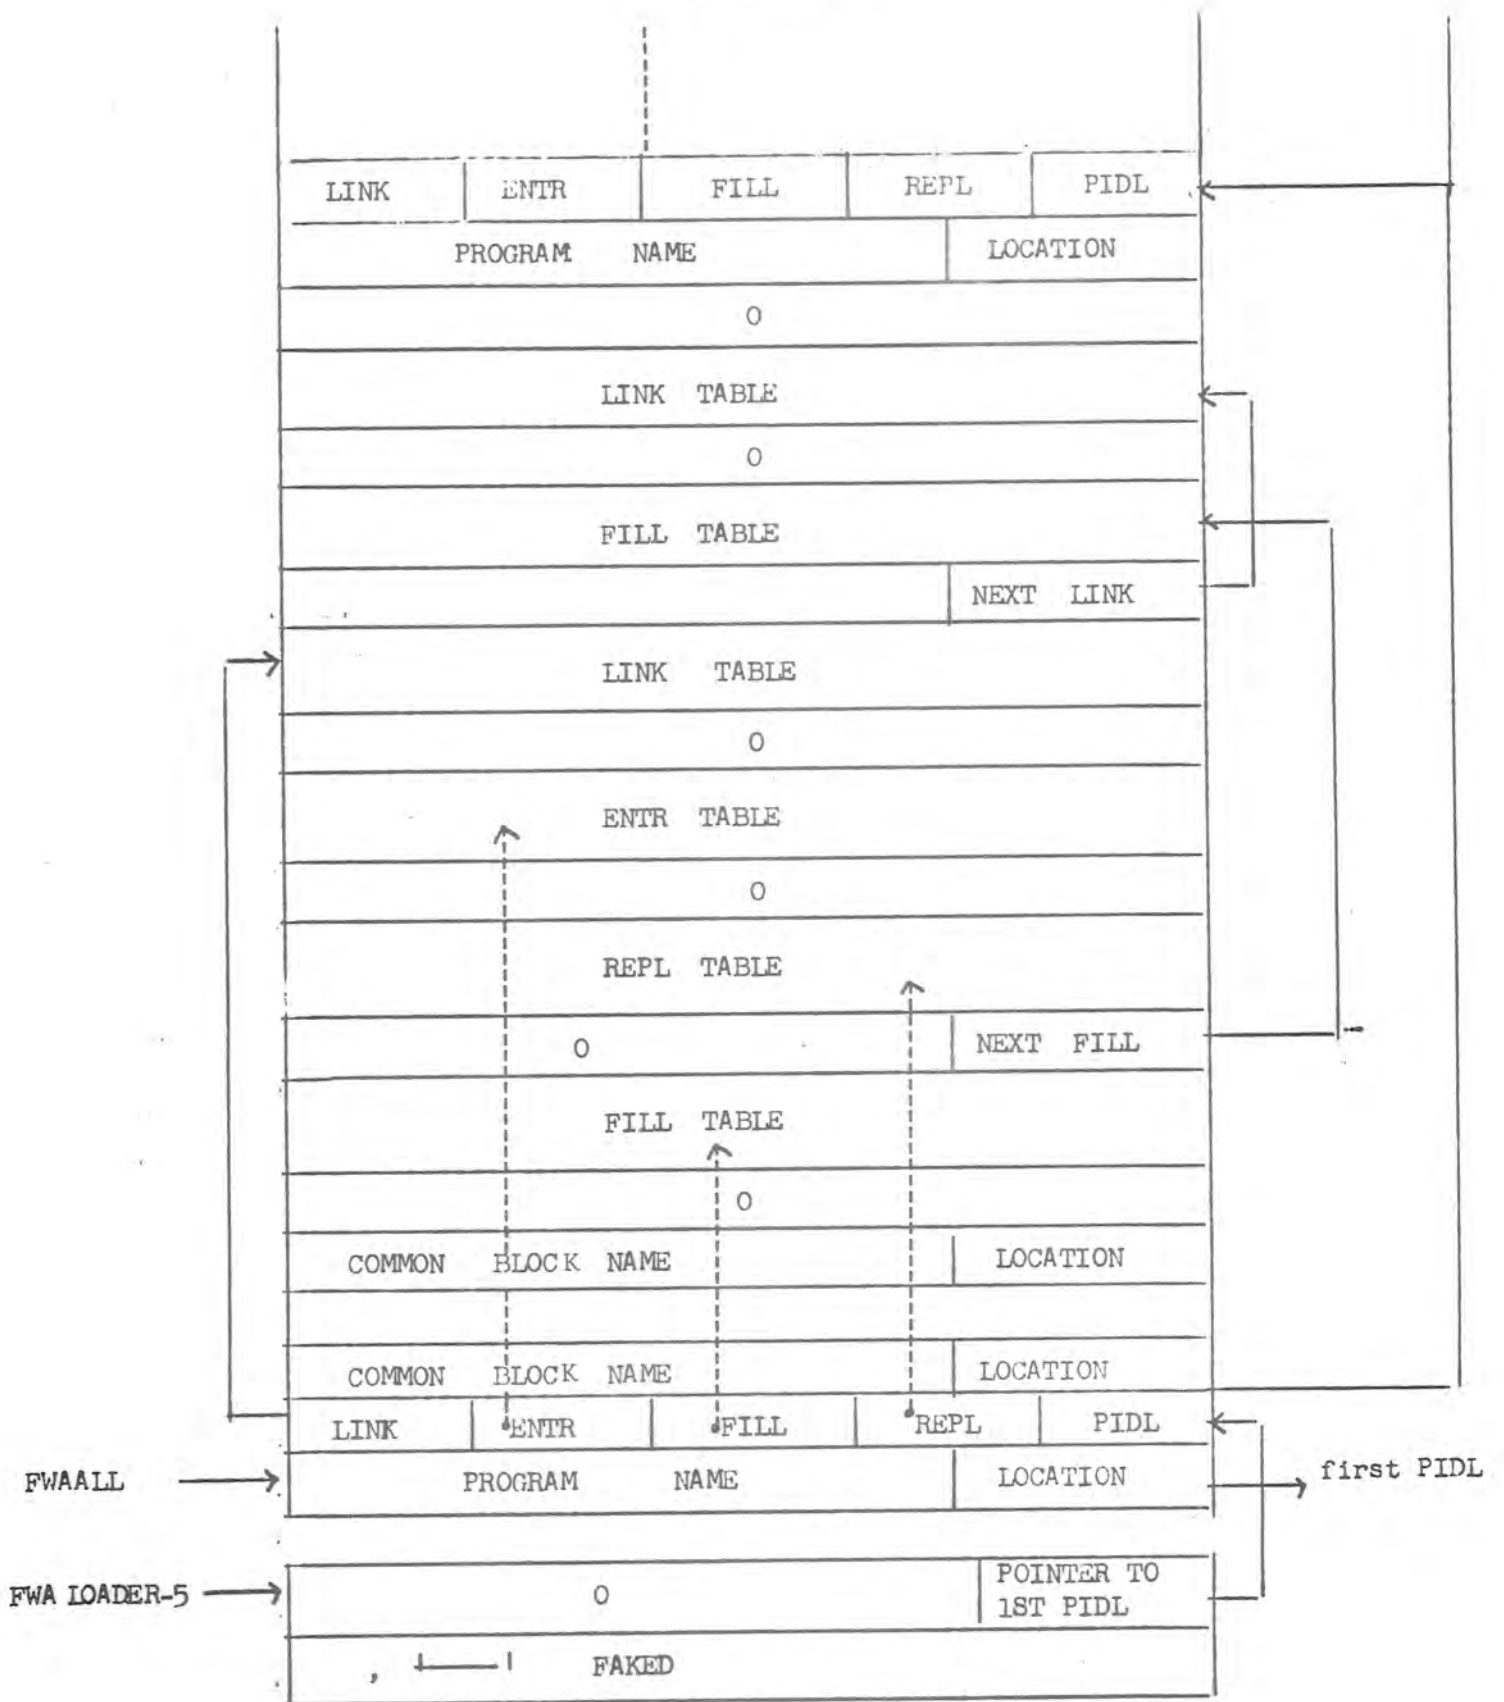 LINK ENTR FILL REPL PIDL
PROGRAM NAME LOCATION
0
LINK TABLE
0
FILL TABLE
NEXT LINK
LINK TABLE
0
ENTR TABLE
0
REPL TABLE
0 NEXT FILL
FILL TABLE
0
COMMON BLOCK NAME LOCATION
COMMON BLOCK NAME LOCATION
LINK ENTR FILL REPL PIDL
FWAALL PROGRAM NAME LOCATION first PIDL
FWA LOADER-5 0 POINTER TO
1ST PIDL
, FAKED